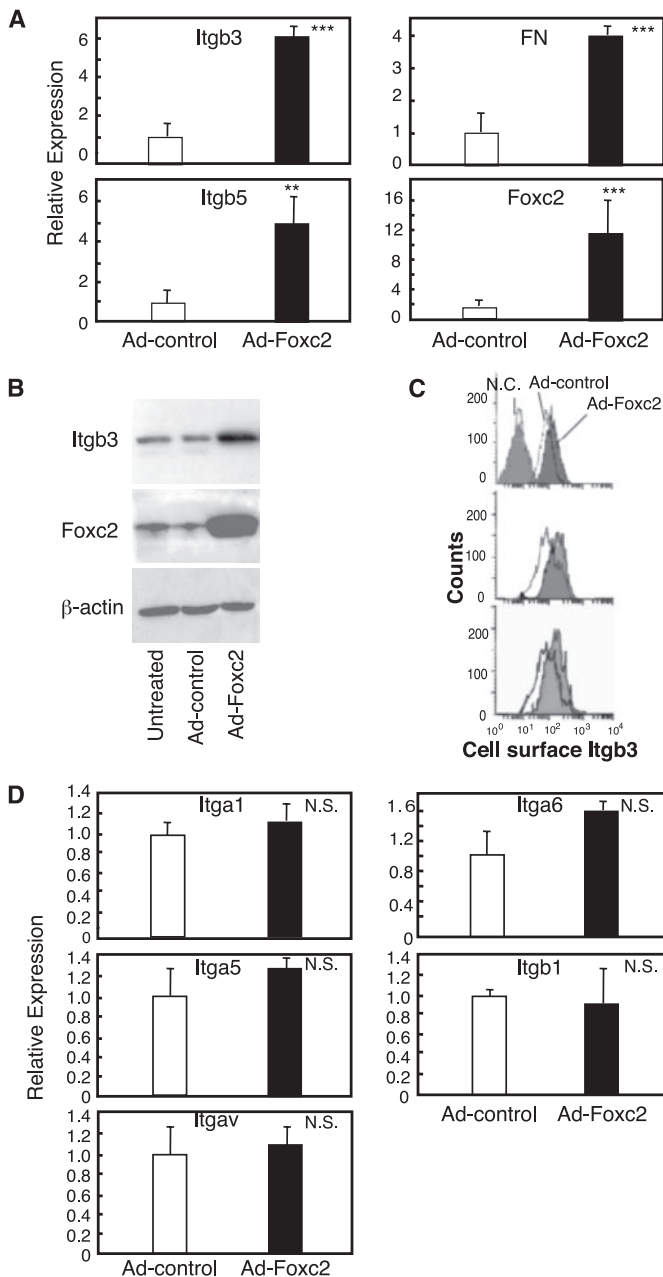 A
Relative Expression
Itgb3
***
6
4
2
0
FN
***
4
3
2
1
0
Itgb5
**
6
4
2
0
Foxc2
***
16
12
8
4
2
0
Ad-control
Ad-Foxc2
Ad-control
Ad-Foxc2
B
Itgb3
Foxc2
β-actin
Untreated
Ad-control
Ad-Foxc2
C
N.C.
Ad-control
Ad-Foxc2
Counts
200
100
0
200
100
0
200
100
0
10⁰ 10¹ 10² 10³ 10⁴
Cell surface Itgb3
D
Relative Expression
Itga1
N.S.
1.4
1.2
1.0
0.8
0.6
0.4
0.2
0
Itga6
N.S.
1.6
1.2
0.8
0.4
0
Itga5
N.S.
1.4
1.2
1.0
0.8
0.6
0.4
0.2
0
Itgb1
N.S.
1.4
1.2
1.0
0.8
0.6
0.4
0.2
0
Itgav
N.S.
1.4
1.2
1.0
0.8
0.6
0.4
0.2
0
Ad-control
Ad-Foxc2
Ad-control
Ad-Foxc2